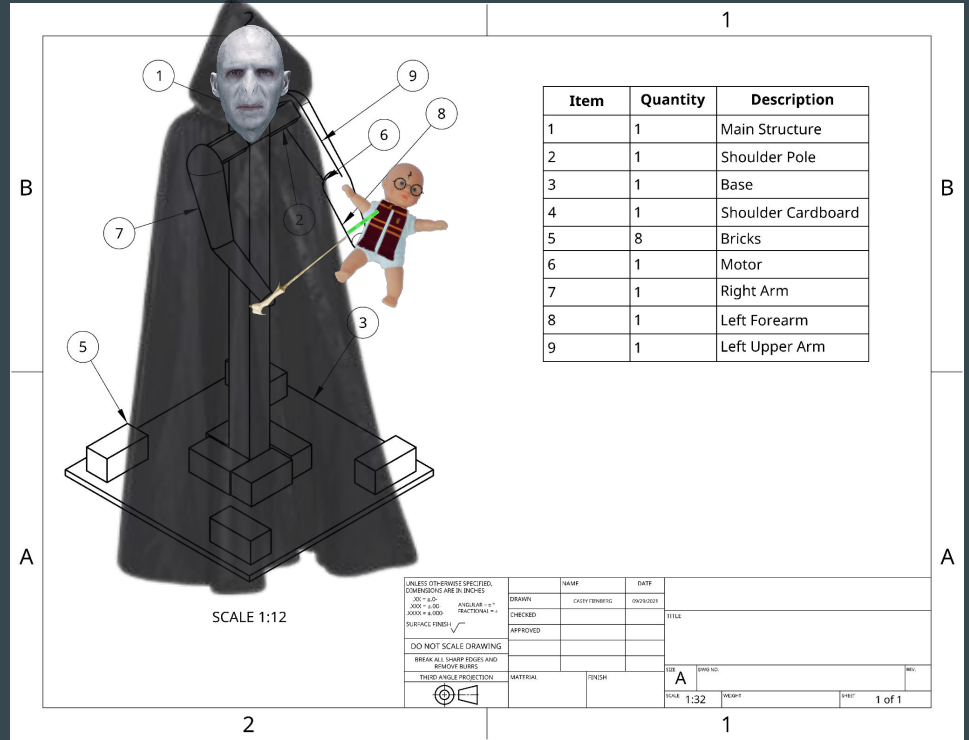 2
1
1
9
8
6
2
7
3
5
B
B
A
A
Item Quantity Description
1 1 Main Structure
2 1 Shoulder Pole
3 1 Base
4 1 Shoulder Cardboard
5 8 Bricks
6 1 Motor
7 1 Right Arm
8 1 Left Forearm
9 1 Left Upper Arm
SCALE 1:12
UNLESS OTHERWISE SPECIFIED,
DIMENSIONS ARE IN INCHES
SURFACE FINISH
DO NOT SCALE DRAWING
BREAK ALL SHARP EDGES AND
REMOVE BURRS
THIRD ANGLE PROJECTION
NAME DATE
DRAWN CASEY FIENBERG
CHECKED
APPROVED
MATERIAL FINISH
TITLE
SIZE DWG NO. REV.
A
SCALE 1:32 WEIGHT SHEET 1 of 1
2
1